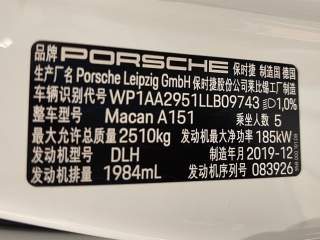 品牌 PORSCHE 保时捷 制造国 德国
生产厂名 Porsche Leipzig GmbH 保时捷股份公司莱比锡工厂制造
车辆识别代号 WP1AA2951LLB09743 1,0%
整车型号 Macan A151 乘坐人数 5
最大允许总质量 2510kg 发动机最大净功率 185kW
发动机型号 DLH 制造年月 2019-12
发动机排量 1984mL 发动机序列号 083926